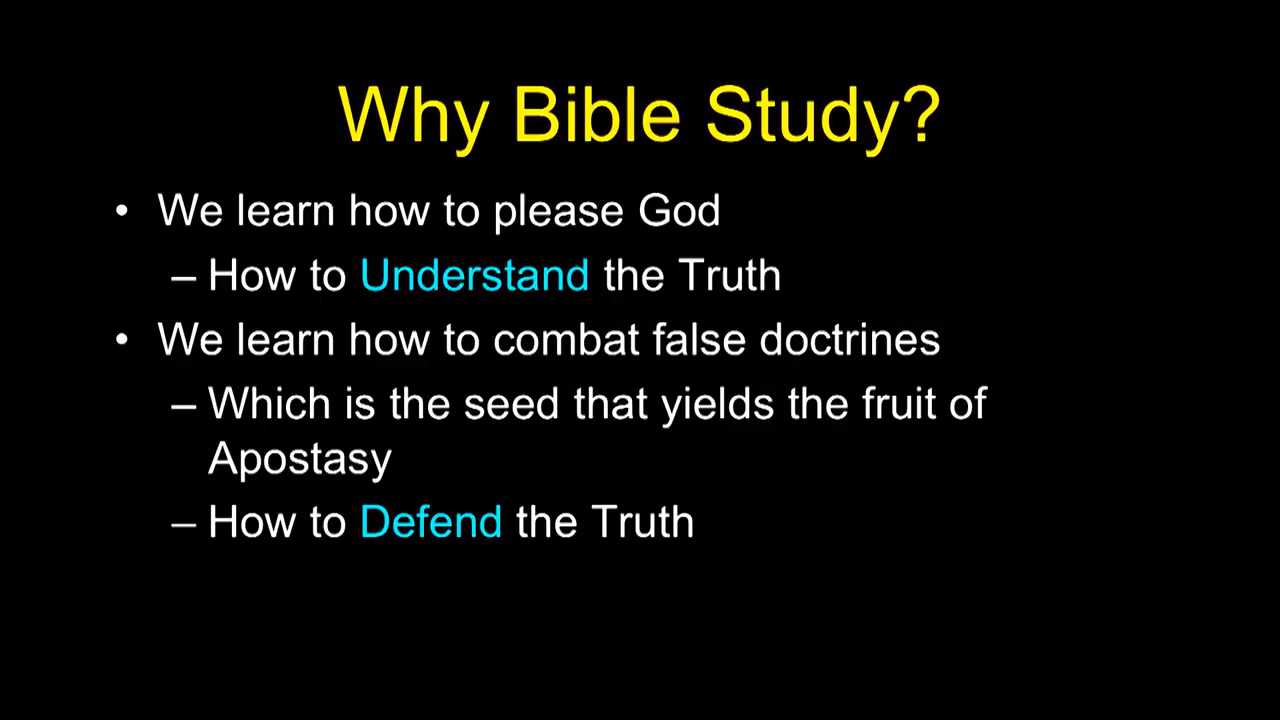 Why Bible Study?
• We learn how to please God
– How to Understand the Truth
• We learn how to combat false doctrines
– Which is the seed that yields the fruit of
Apostasy
– How to Defend the Truth